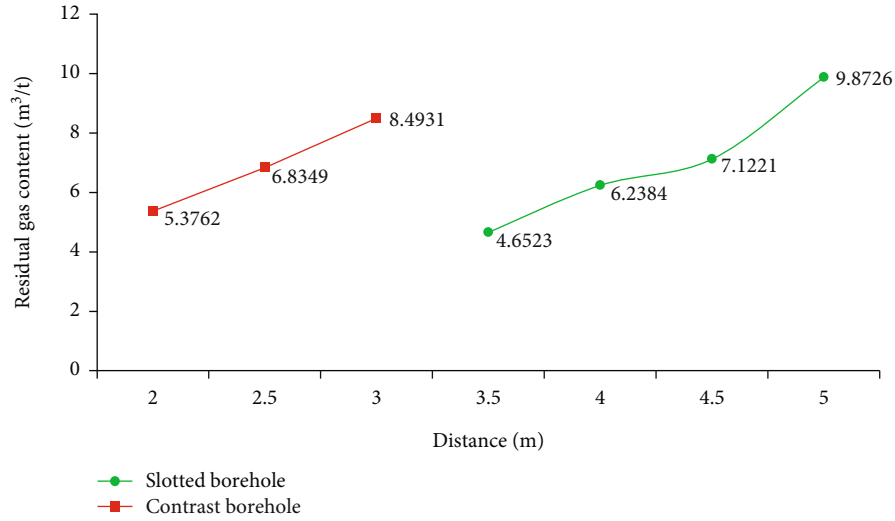 12
10
8
6
4
2
0
Residual gas content (m³/t)
5.3762
6.8349
8.4931
4.6523
6.2384
7.1221
9.8726
2 2.5 3 3.5 4 4.5 5
Distance (m)
Slotted borehole
Contrast borehole